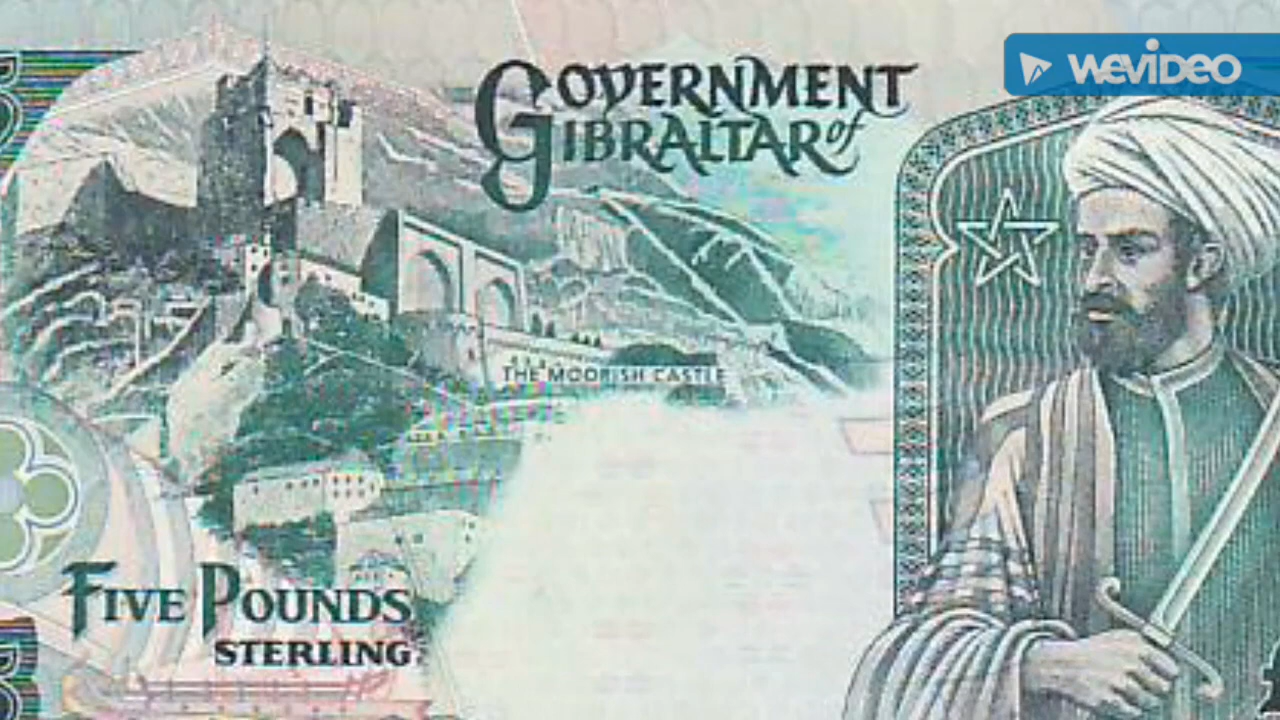 WEVIDEO
GOVERNMENT
of
GIBRALTAR
THE MOORISH CASTLE
FIVE POUNDS
STERLING